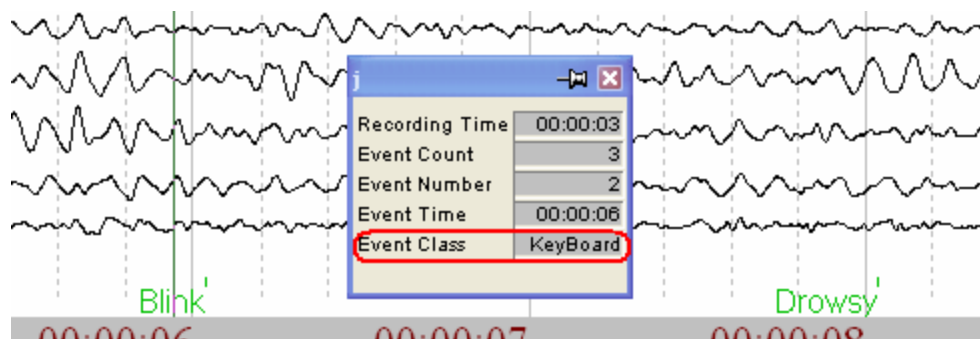 j
Recording Time 00:00:03
Event Count 3
Event Number 2
Event Time 00:00:06
Event Class KeyBoard
Blink' Drowsy'
00:00:06 00:00:07 00:00:08